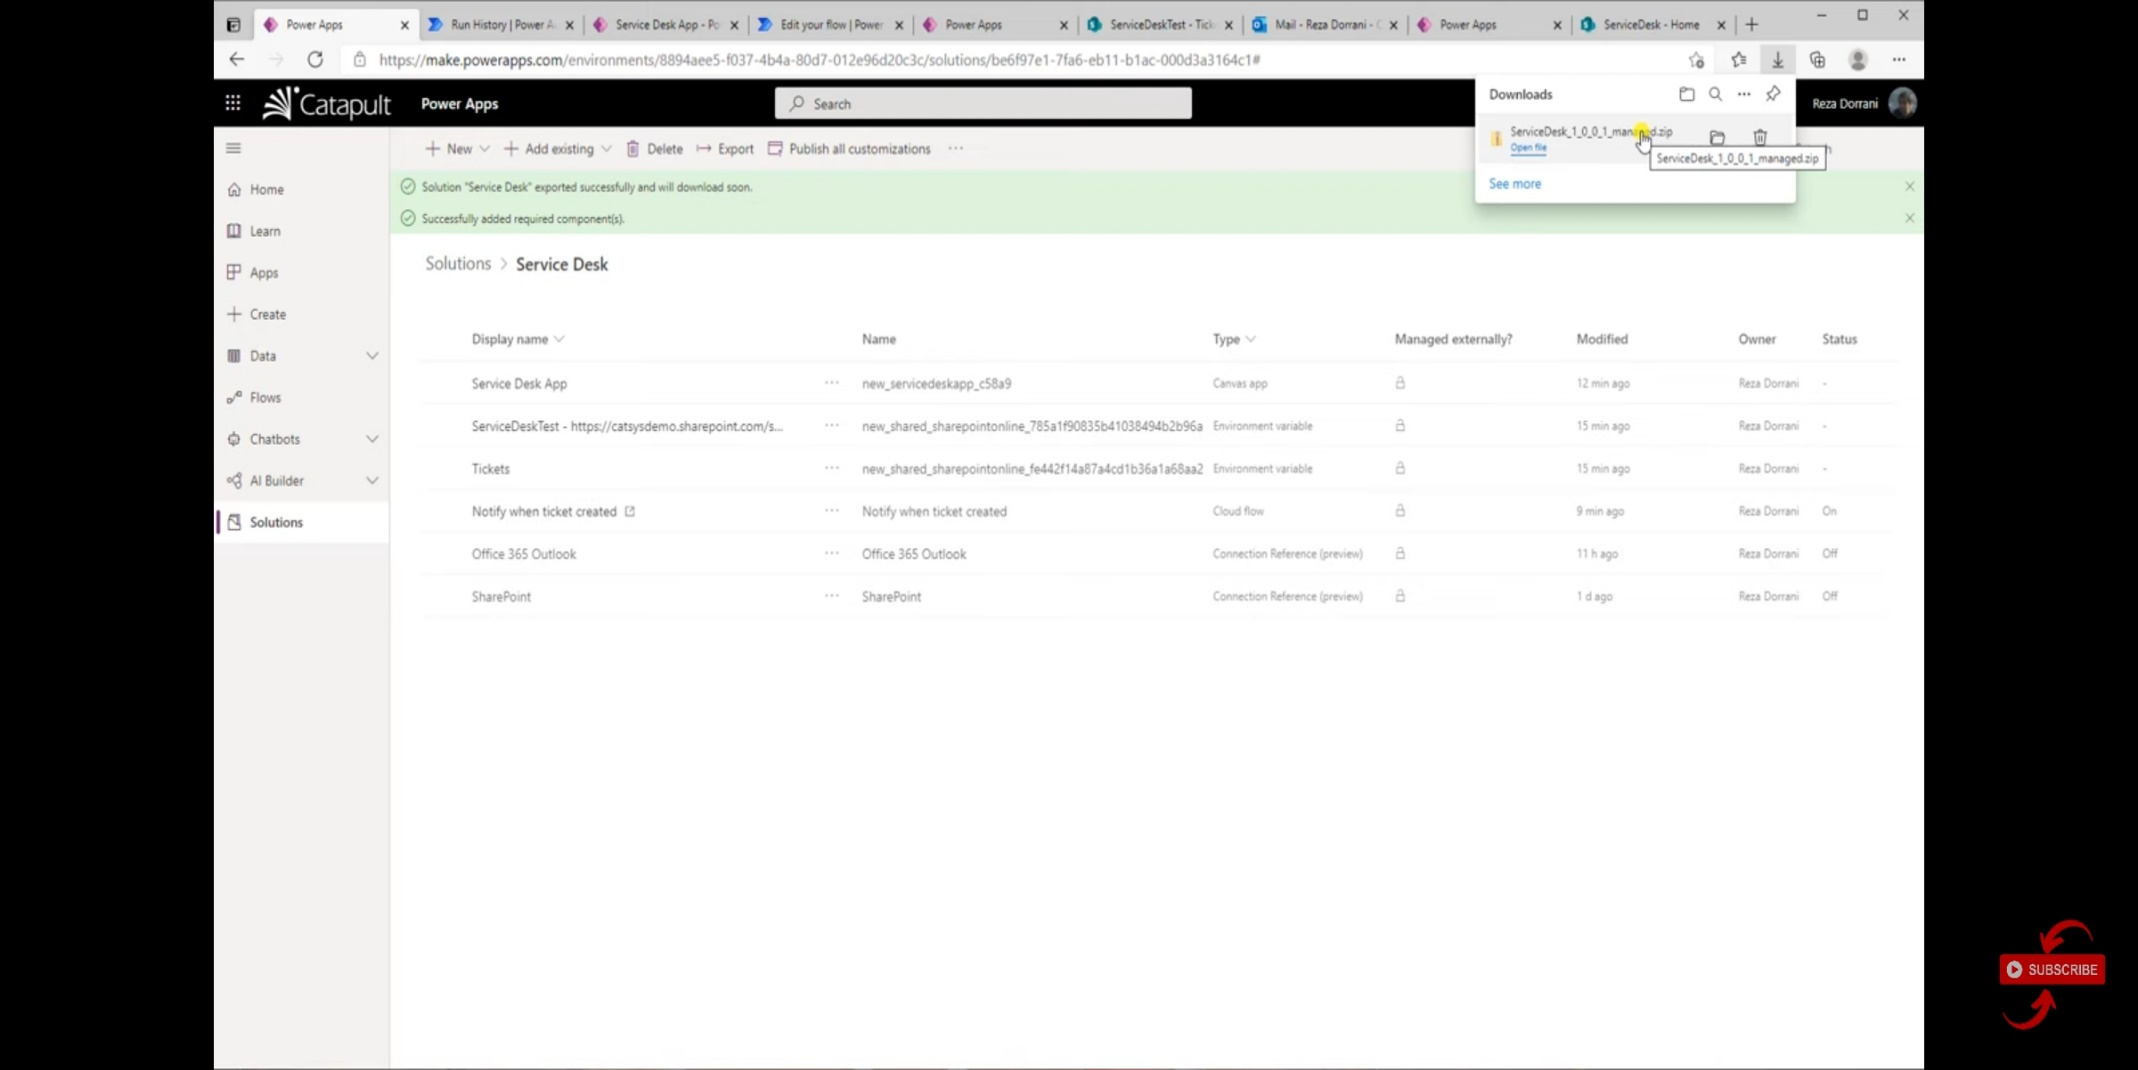 Power Apps
Run History | Power A
Service Desk App - Po
Edit your flow | Power
Power Apps
ServiceDeskTest - Tick
Mail - Reza Dorrani -
Power Apps
ServiceDesk - Home
https://make.powerapps.com/environments/8894aee5-f037-4b4a-80d7-012e96d20c3c/solutions/be6f97e1-7fa6-eb11-b1ac-000d3a3164c1#
Catapult
Power Apps
Search
Downloads
Reza Dorrani
ServiceDesk_1_0_0_1_managed.zip
Open file
ServiceDesk_1_0_0_1_managed.zip
See more
New
Add existing
Delete
Export
Publish all customizations
Solution "Service Desk" exported successfully and will download soon.
Successfully added required component(s).
Home
Learn
Apps
Create
Data
Flows
Chatbots
AI Builder
Solutions
Solutions > Service Desk
Display name Name Type Managed externally? Modified Owner Status
Service Desk App ··· new_servicedeskapp_c58a9 Canvas app 12 min ago Reza Dorrani -
ServiceDeskTest - https://catsysdemo.sharepoint.com/s... ··· new_shared_sharepointonline_785a1f90835b41038494b2b96a Environment variable 15 min ago Reza Dorrani -
Tickets ··· new_shared_sharepointonline_fe442f14a87a4cd1b36a1a68aa2 Environment variable 15 min ago Reza Dorrani -
Notify when ticket created ··· Notify when ticket created Cloud flow 9 min ago Reza Dorrani On
Office 365 Outlook ··· Office 365 Outlook Connection Reference (preview) 11 h ago Reza Dorrani Off
SharePoint ··· SharePoint Connection Reference (preview) 1 d ago Reza Dorrani Off
SUBSCRIBE